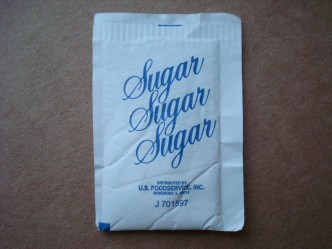 Sugar
Sugar
Sugar
DISTRIBUTED BY
U.S. FOODSERVICE, INC.
J 701597